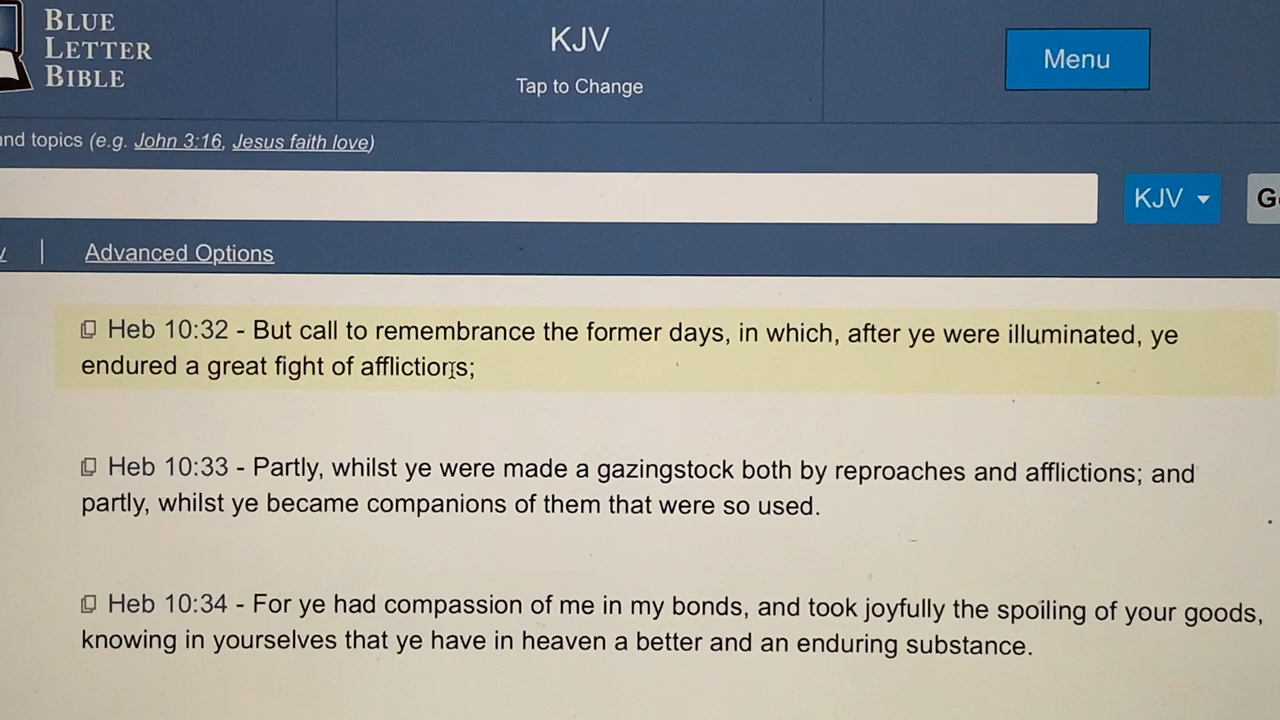 BLUE
LETTER
BIBLE
KJV
Tap to Change
Menu
and topics (e.g. John 3:16, Jesus faith love)
KJV
Advanced Options
Heb 10:32 - But call to remembrance the former days, in which, after ye were illuminated, ye
endured a great fight of afflictions;
Heb 10:33 - Partly, whilst ye were made a gazingstock both by reproaches and afflictions; and
partly, whilst ye became companions of them that were so used.
Heb 10:34 - For ye had compassion of me in my bonds, and took joyfully the spoiling of your goods,
knowing in yourselves that ye have in heaven a better and an enduring substance.